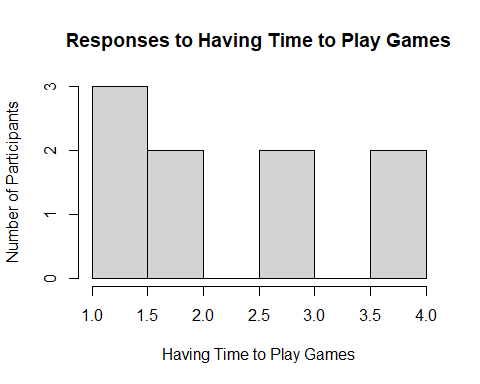 Responses to Having Time to Play Games
Number of Participants
3
2
1
0
1.0 1.5 2.0 2.5 3.0 3.5 4.0
Having Time to Play Games